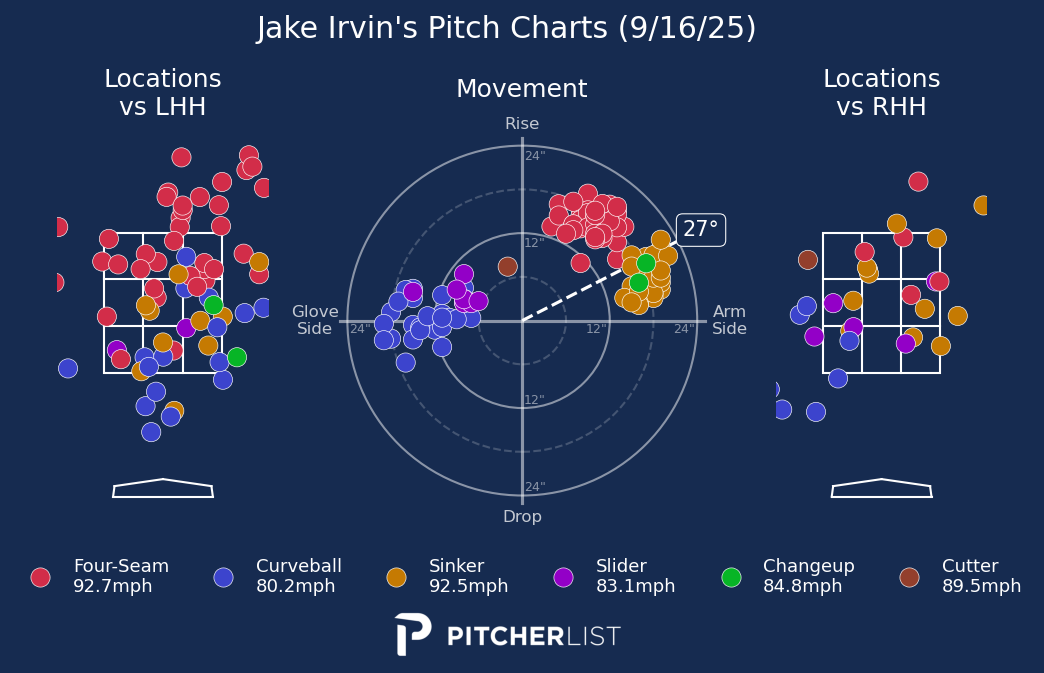 Jake Irvin's Pitch Charts (9/16/25)
Locations
vs LHH
Movement
Locations
vs RHH
Rise
24"
12"
27°
Glove
Side
24"
12"
24"
Arm
Side
12"
24"
Drop
Four-Seam
92.7mph
Curveball
80.2mph
Sinker
92.5mph
Slider
83.1mph
Changeup
84.8mph
Cutter
89.5mph
PITCHERLIST